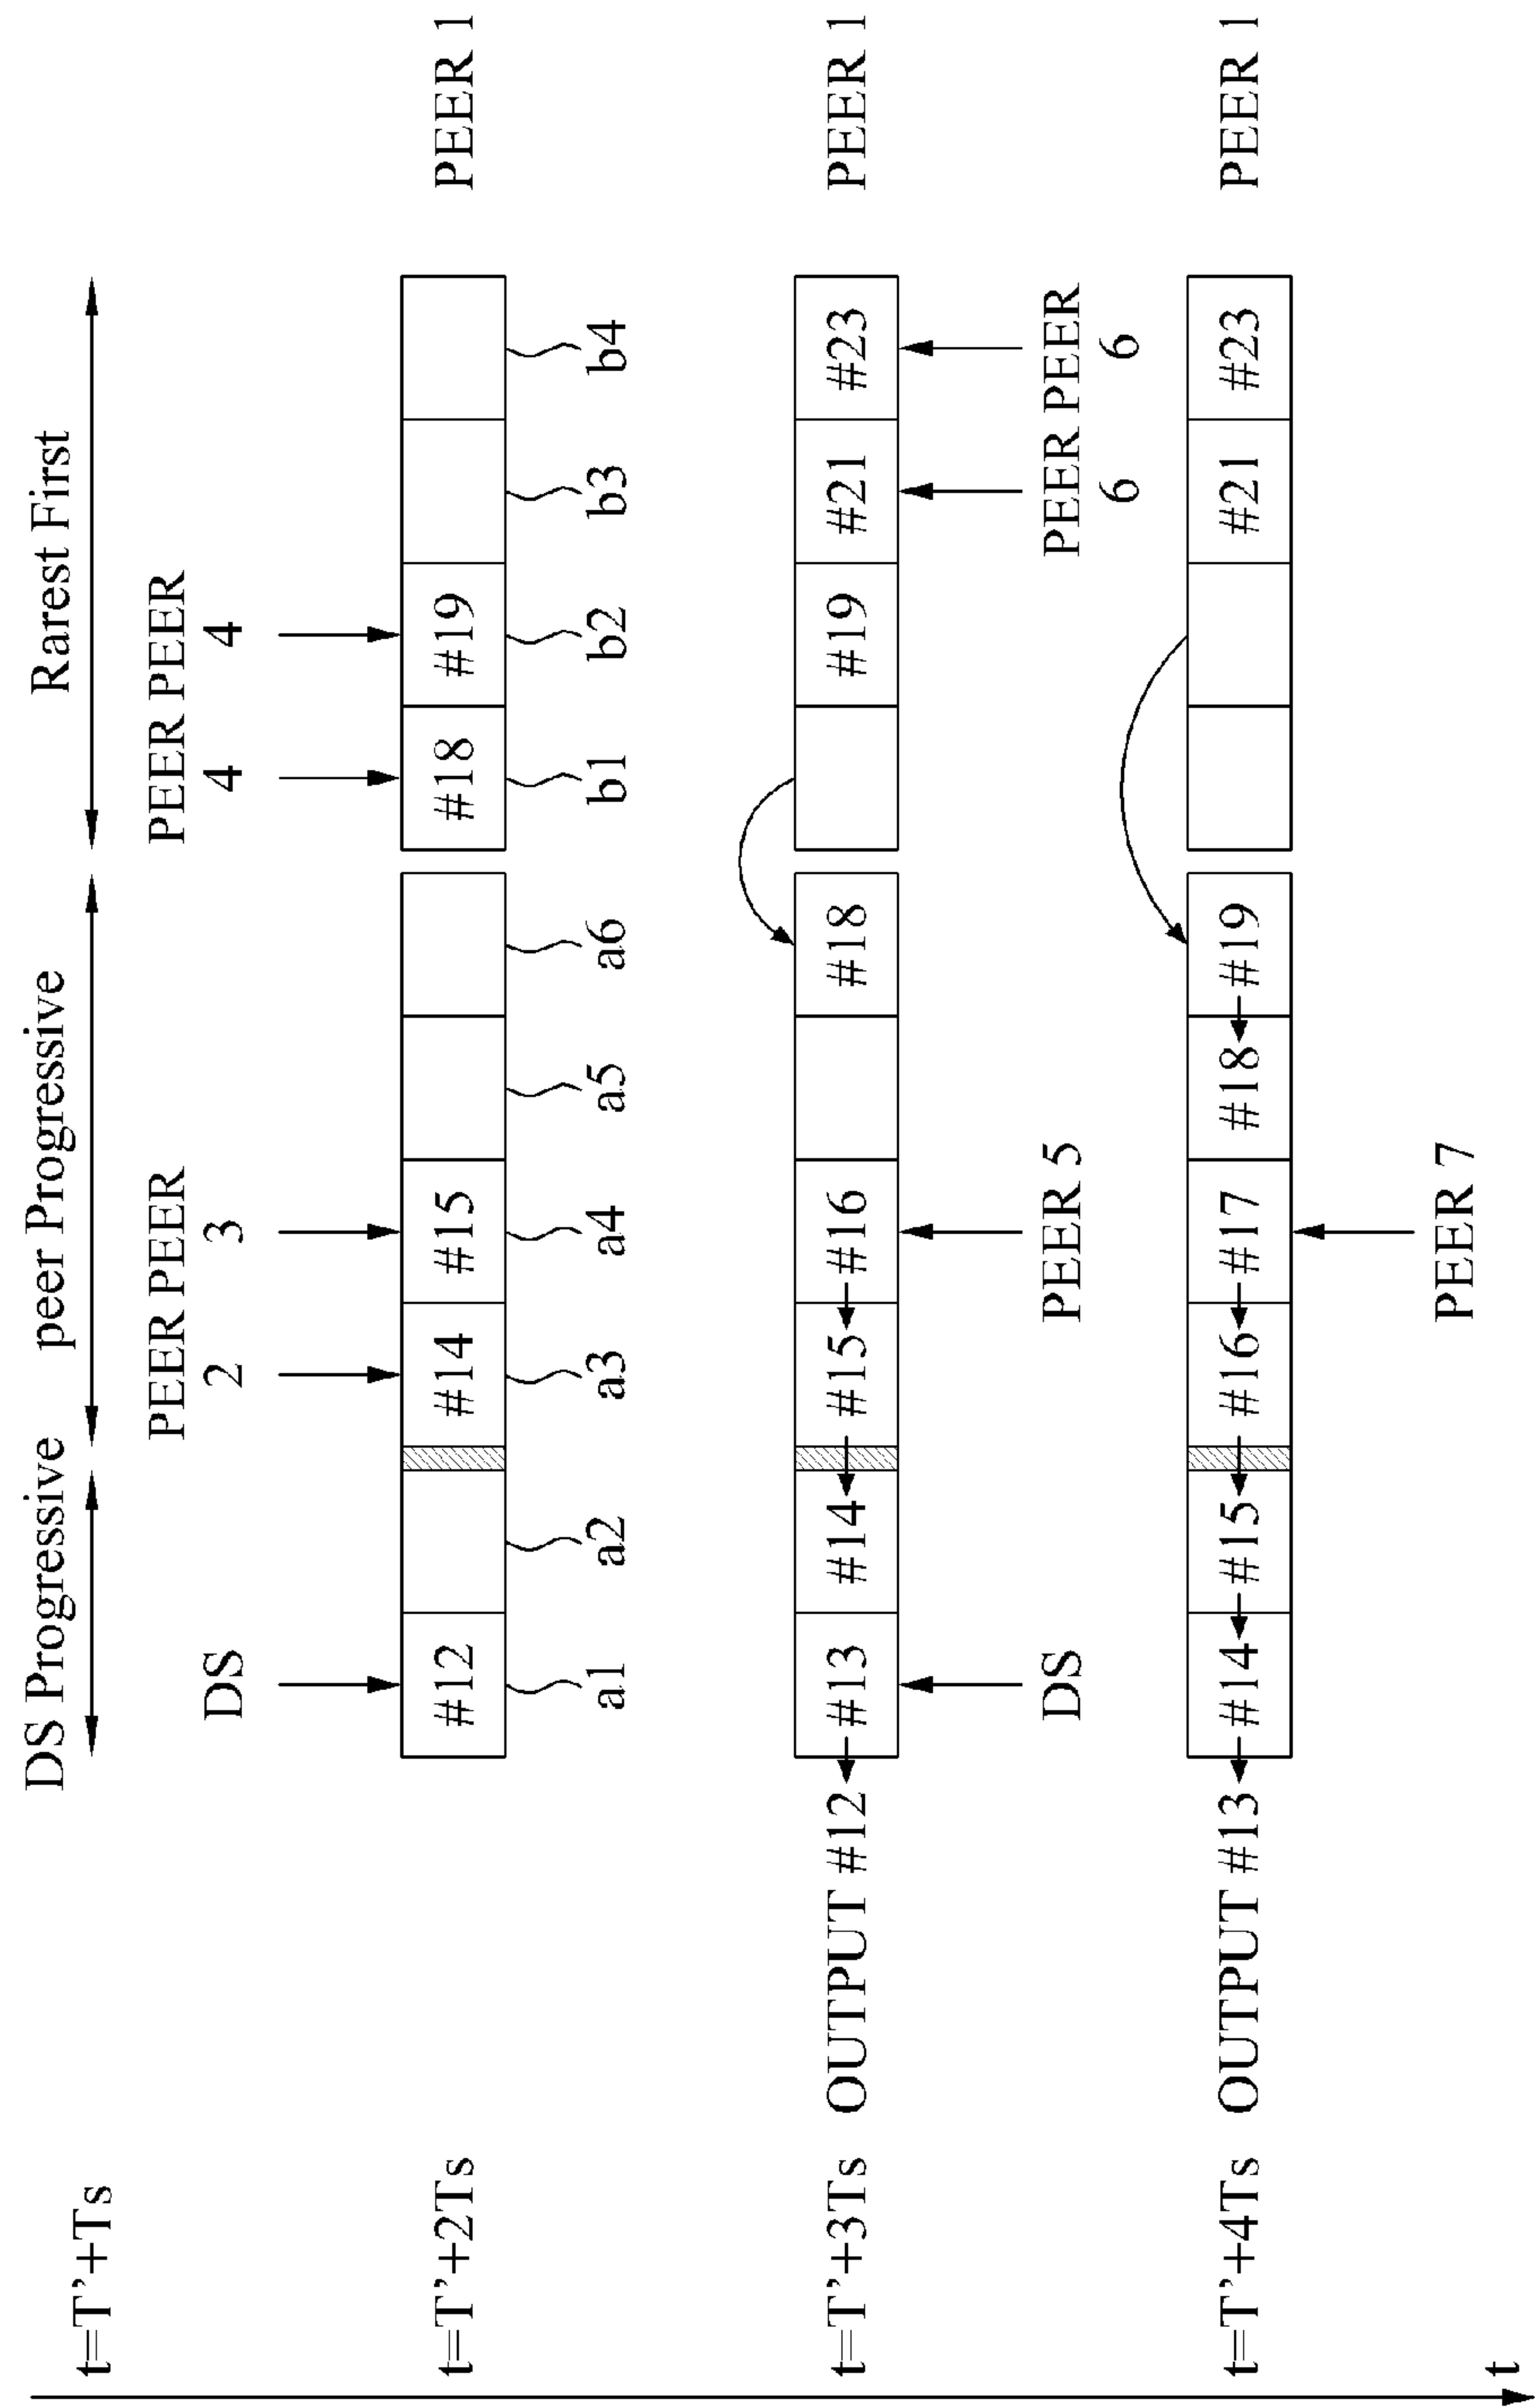 DS Progressive
peer Progressive
Rarest First
t=T'+Ts
DS
PEER
2
PEER
3
PEER
4
PEER
4
t=T'+2Ts
#12
#14
#15
#18
#19
PEER 1
a1
a2
a3
a4
a5
a6
b1
b2
b3
b4
t=T'+3Ts
OUTPUT #12
#13
#14
#15
#16
#18
#19
#21
#23
PEER 1
DS
PEER 5
PEER
6
PEER
6
t=T'+4Ts
OUTPUT #13
#14
#15
#16
#17
#18
#19
#21
#23
PEER 1
PEER 7
t